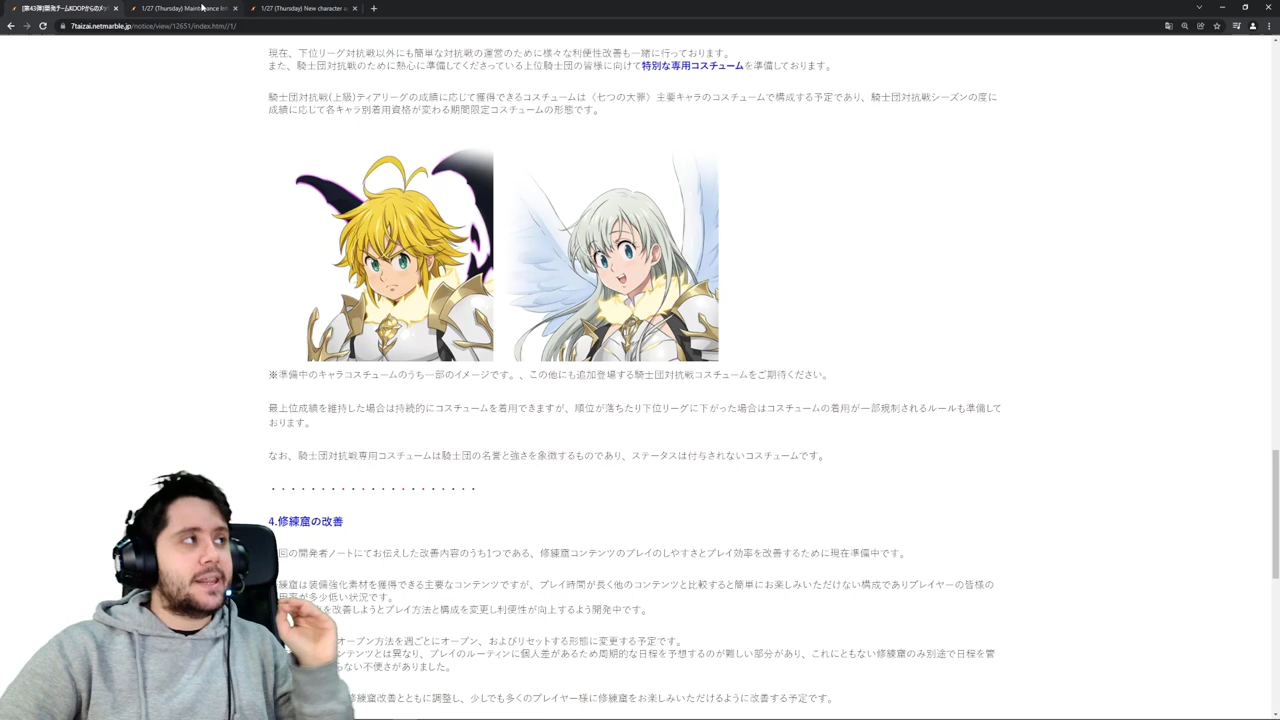 [第43弾]開発チームKOOPからのメッ
1/27 (Thursday) Maintenance Inf
1/27 (Thursday) New character a
7taizai.netmarble.jp/notice/view/12651/index.html//1/
現在、下位リーグ対抗戦以外にも簡単な対抗戦の運営のために様々な利便性改善も一緒に行っております。
また、騎士団対抗戦のために熱心に準備してくださっている上位騎士団の皆様に向けて特別な専用コスチュームを準備しております。
騎士団対抗戦(上級)ティアリーグの成績に応じて獲得できるコスチュームは〈七つの大罪〉主要キャラのコスチュームで構成する予定であり、騎士団対抗戦シーズンの度に
成績に応じて各キャラ別着用資格が変わる期間限定コスチュームの形態です。
※準備中のキャラコスチュームのうち一部のイメージです。、この他にも追加登場する騎士団対抗戦コスチュームをご期待ください。
最上位成績を維持した場合は持続的にコスチュームを着用できますが、順位が落ちたり下位リーグに下がった場合はコスチュームの着用が一部規制されるルールも準備して
おります。
なお、騎士団対抗戦専用コスチュームは騎士団の名誉と強さを象徴するものであり、ステータスは付与されないコスチュームです。
・・・・・・・・・・・・・・・・・・・・・
4.修練窟の改善
回の開発者ノートにてお伝えした改善内容のうち1つである、修練窟コンテンツのプレイのしやすさとプレイ効率を改善するために現在準備中です。
練窟は装備強化素材を獲得できる主要なコンテンツですが、プレイ時間が長く他のコンテンツと比較すると簡単にお楽しみいただけない構成でありプレイヤーの皆様の
用率が多少低い状況です。
を改善しようとプレイ方法と構成を変更し利便性が向上するよう開発中です。
オープン方法を週ごとにオープン、およびリセットする形態に変更する予定です。
ンテンツとは異なり、プレイのルーティンに個人差があるため周期的な日程を予想するのが難しい部分があり、これにともない修練窟のみ別途で日程を管
らない不便さがありました。
修練窟改善とともに調整し、少しでも多くのプレイヤー様に修練窟をお楽しみいただけるように改善する予定です。